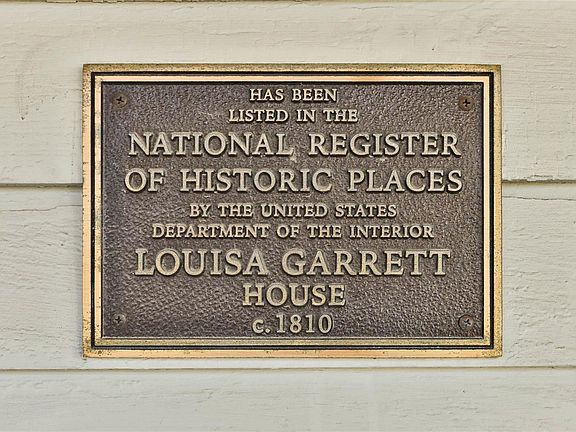 HAS BEEN
LISTED IN THE
NATIONAL REGISTER
OF HISTORIC PLACES
BY THE UNITED STATES
DEPARTMENT OF THE INTERIOR
LOUISA GARRETT
HOUSE
c. 1810